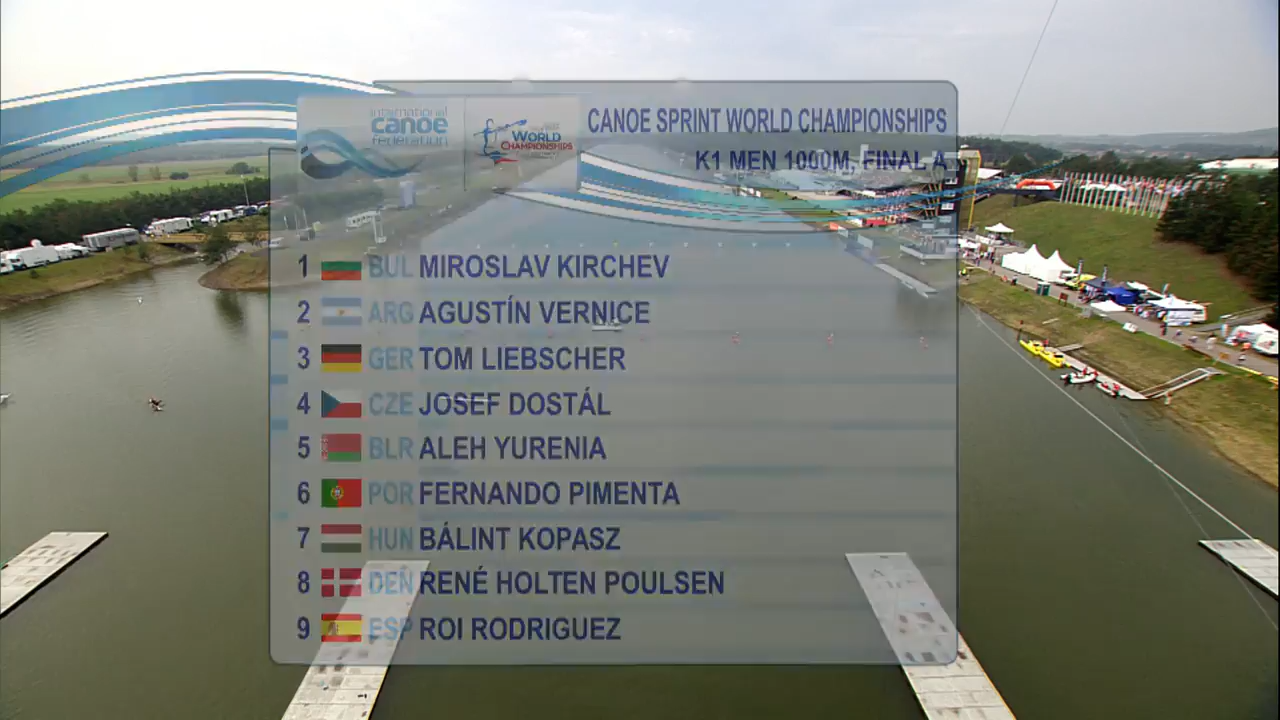 international
canoe
federation
WORLD
CHAMPIONSHIPS
CANOE SPRINT WORLD CHAMPIONSHIPS
K1 MEN 1000M, FINAL A
1 BUL MIROSLAV KIRCHEV
2 ARG AGUSTÍN VERNICE
3 GER TOM LIEBSCHER
4 CZE JOSEF DOSTÁL
5 BLR ALEH YURENIA
6 POR FERNANDO PIMENTA
7 HUN BÁLINT KOPASZ
8 DEN RENÉ HOLTEN POULSEN
9 ESP ROI RODRIGUEZ